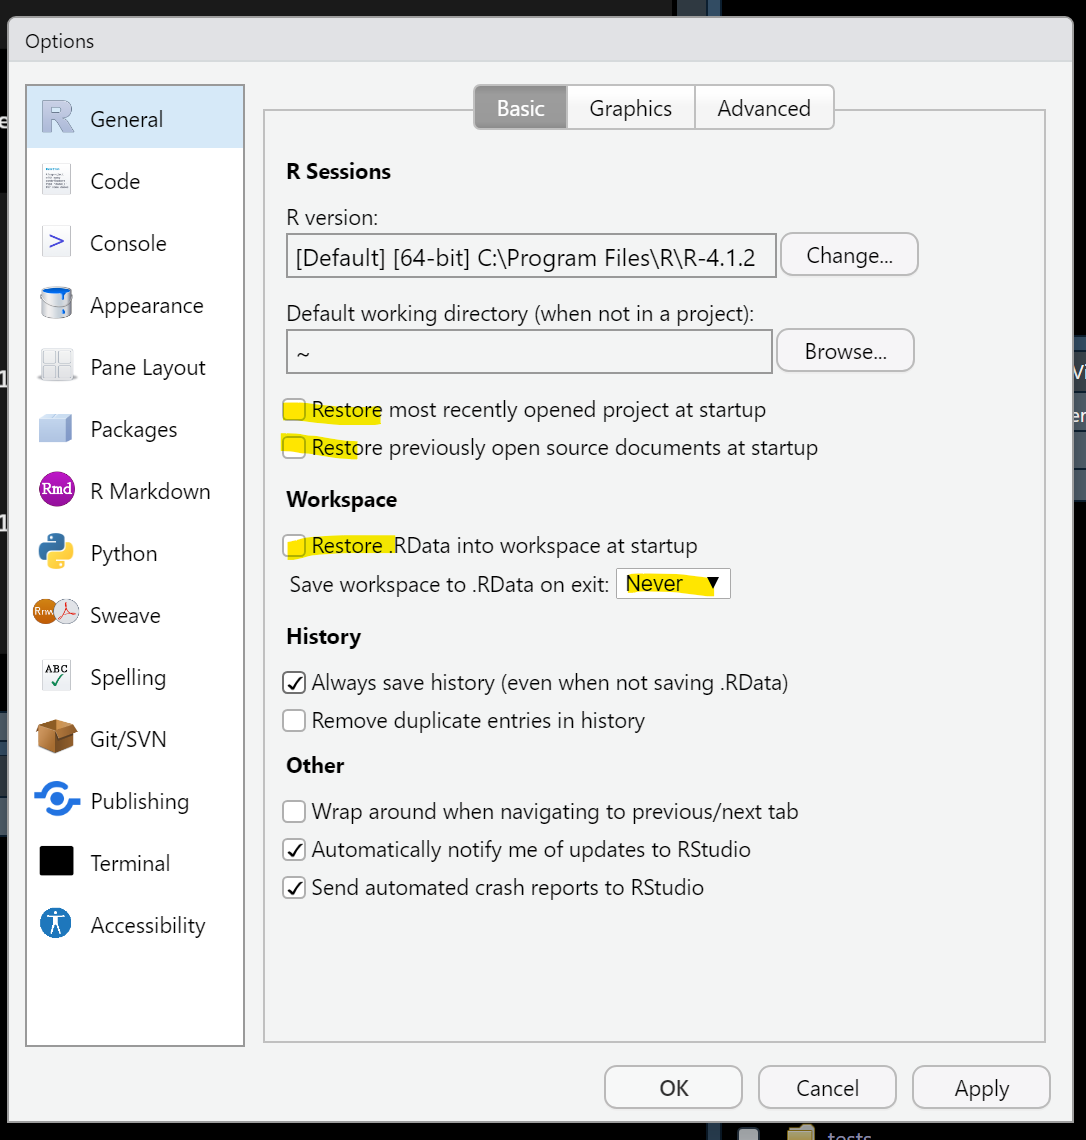 Options
General
Code
Console
Appearance
Pane Layout
Packages
Rmd R Markdown
Python
Rnw Sweave
ABC Spelling
Git/SVN
Publishing
Terminal
Accessibility
Basic Graphics Advanced
R Sessions
R version:
[Default] [64-bit] C:\Program Files\R\R-4.1.2 Change...
Default working directory (when not in a project):
~ Browse...
Restore most recently opened project at startup
Restore previously open source documents at startup
Workspace
Restore .RData into workspace at startup
Save workspace to .RData on exit: Never
History
Always save history (even when not saving .RData)
Remove duplicate entries in history
Other
Wrap around when navigating to previous/next tab
Automatically notify me of updates to RStudio
Send automated crash reports to RStudio
OK Cancel Apply
tests